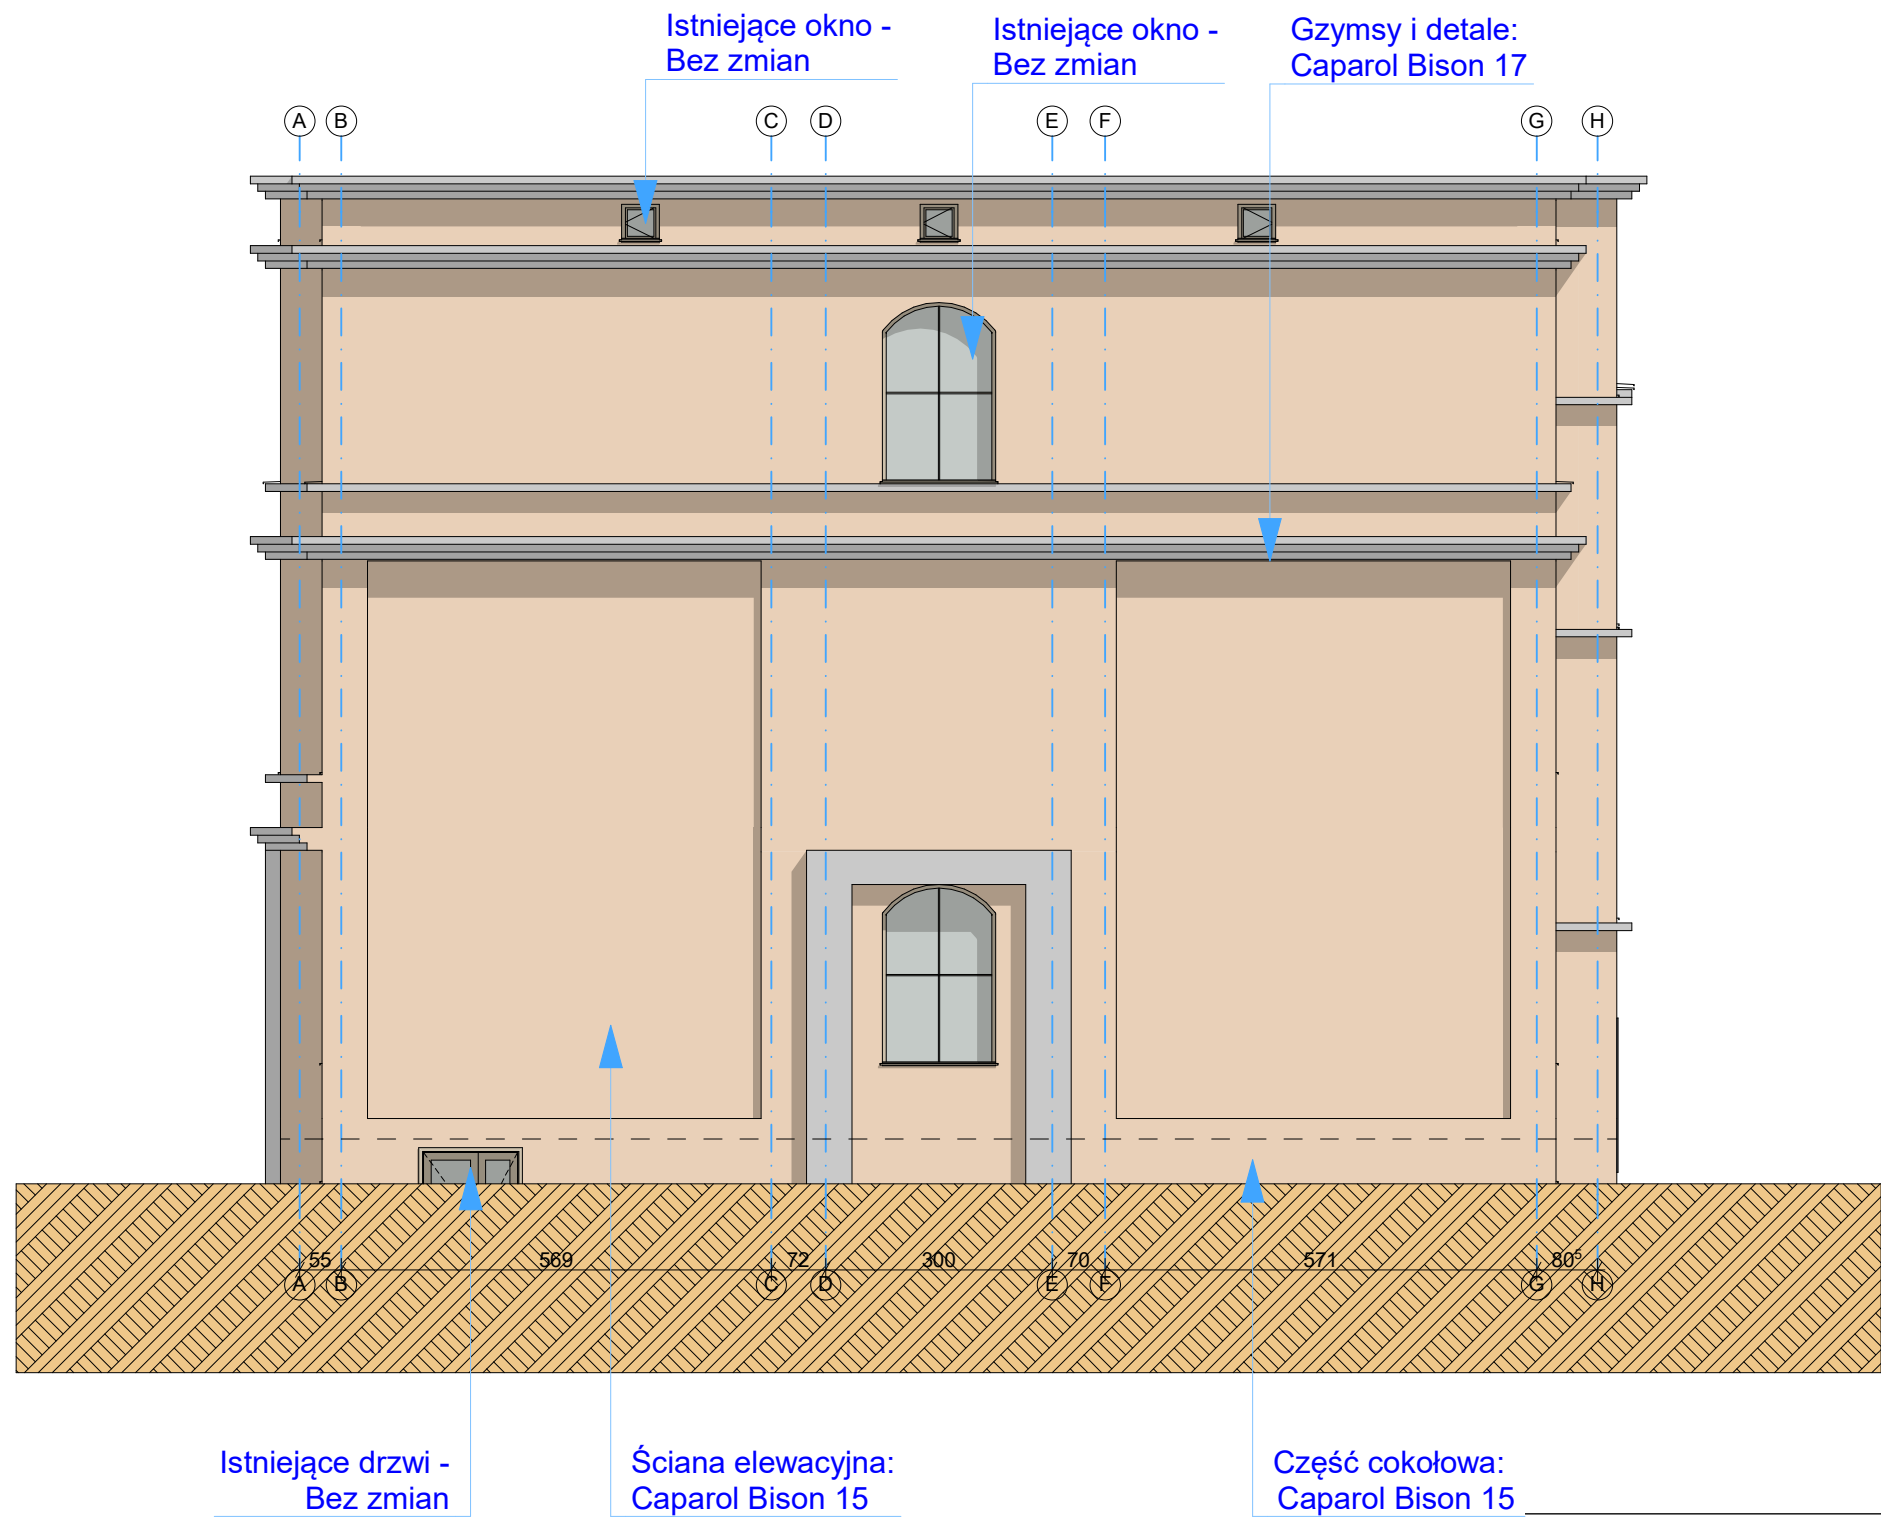 Istniejące okno -
Bez zmian
Istniejące okno -
Bez zmian
Gzymsy i detale:
Caparol Bison 17
A B C D E F G H
55 569 72 300 70 571 80⁵
A B C D E F G H
Istniejące drzwi -
Bez zmian
Ściana elewacyjna:
Caparol Bison 15
Część cokołowa:
Caparol Bison 15